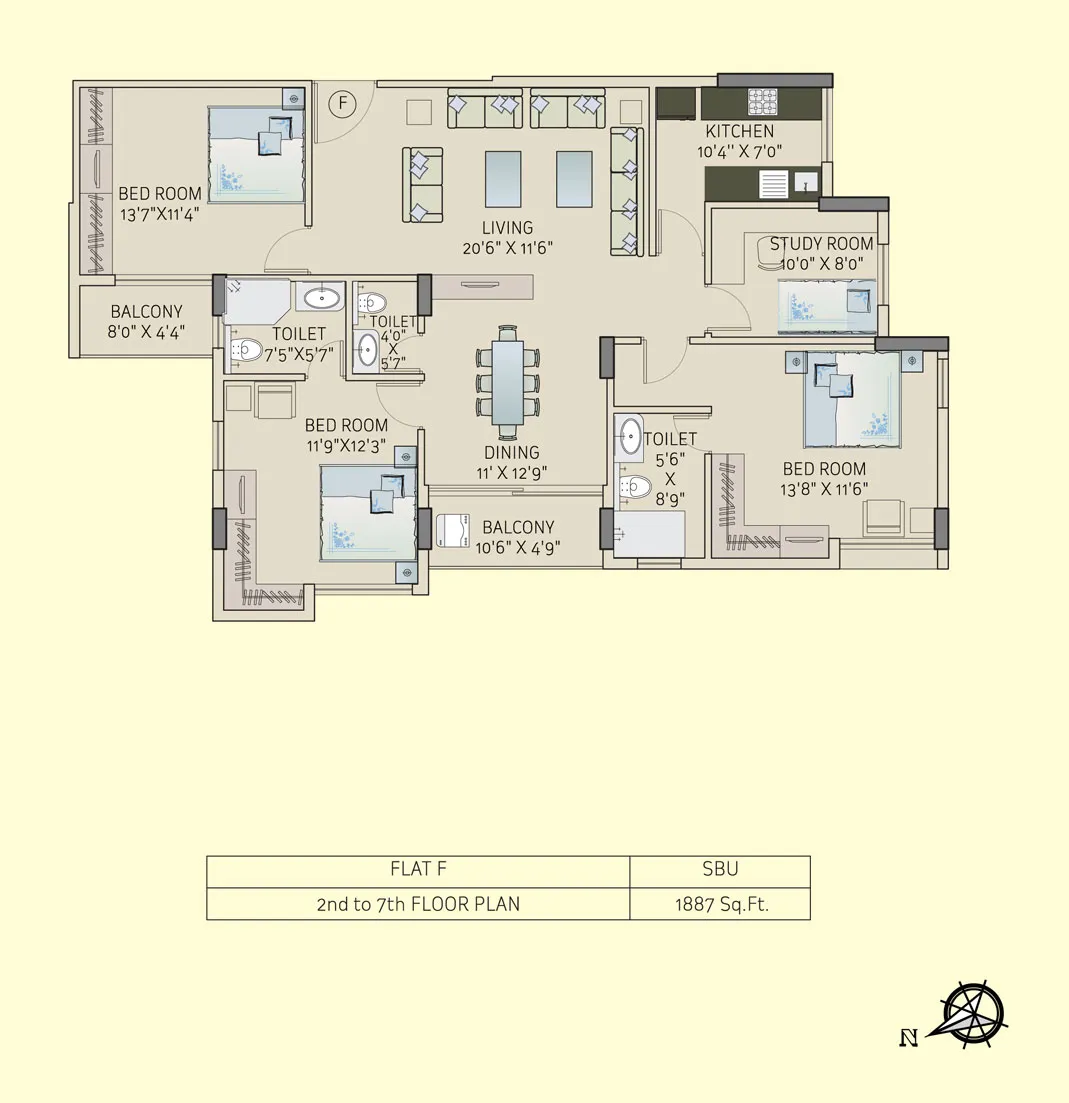 F
KITCHEN
10'4'' X 7'0"
BED ROOM
13'7"X11'4"
LIVING
20'6" X 11'6"
STUDY ROOM
10'0" X 8'0"
BALCONY
8'0" X 4'4"
TOILET
7'5"X5'7"
TOILET
4'0"
X
5'7"
BED ROOM
11'9"X12'3"
DINING
11' X 12'9"
TOILET
5'6"
X
8'9"
BED ROOM
13'8" X 11'6"
BALCONY
10'6" X 4'9"
FLAT F
SBU
2nd to 7th FLOOR PLAN
1887 Sq.Ft.
N